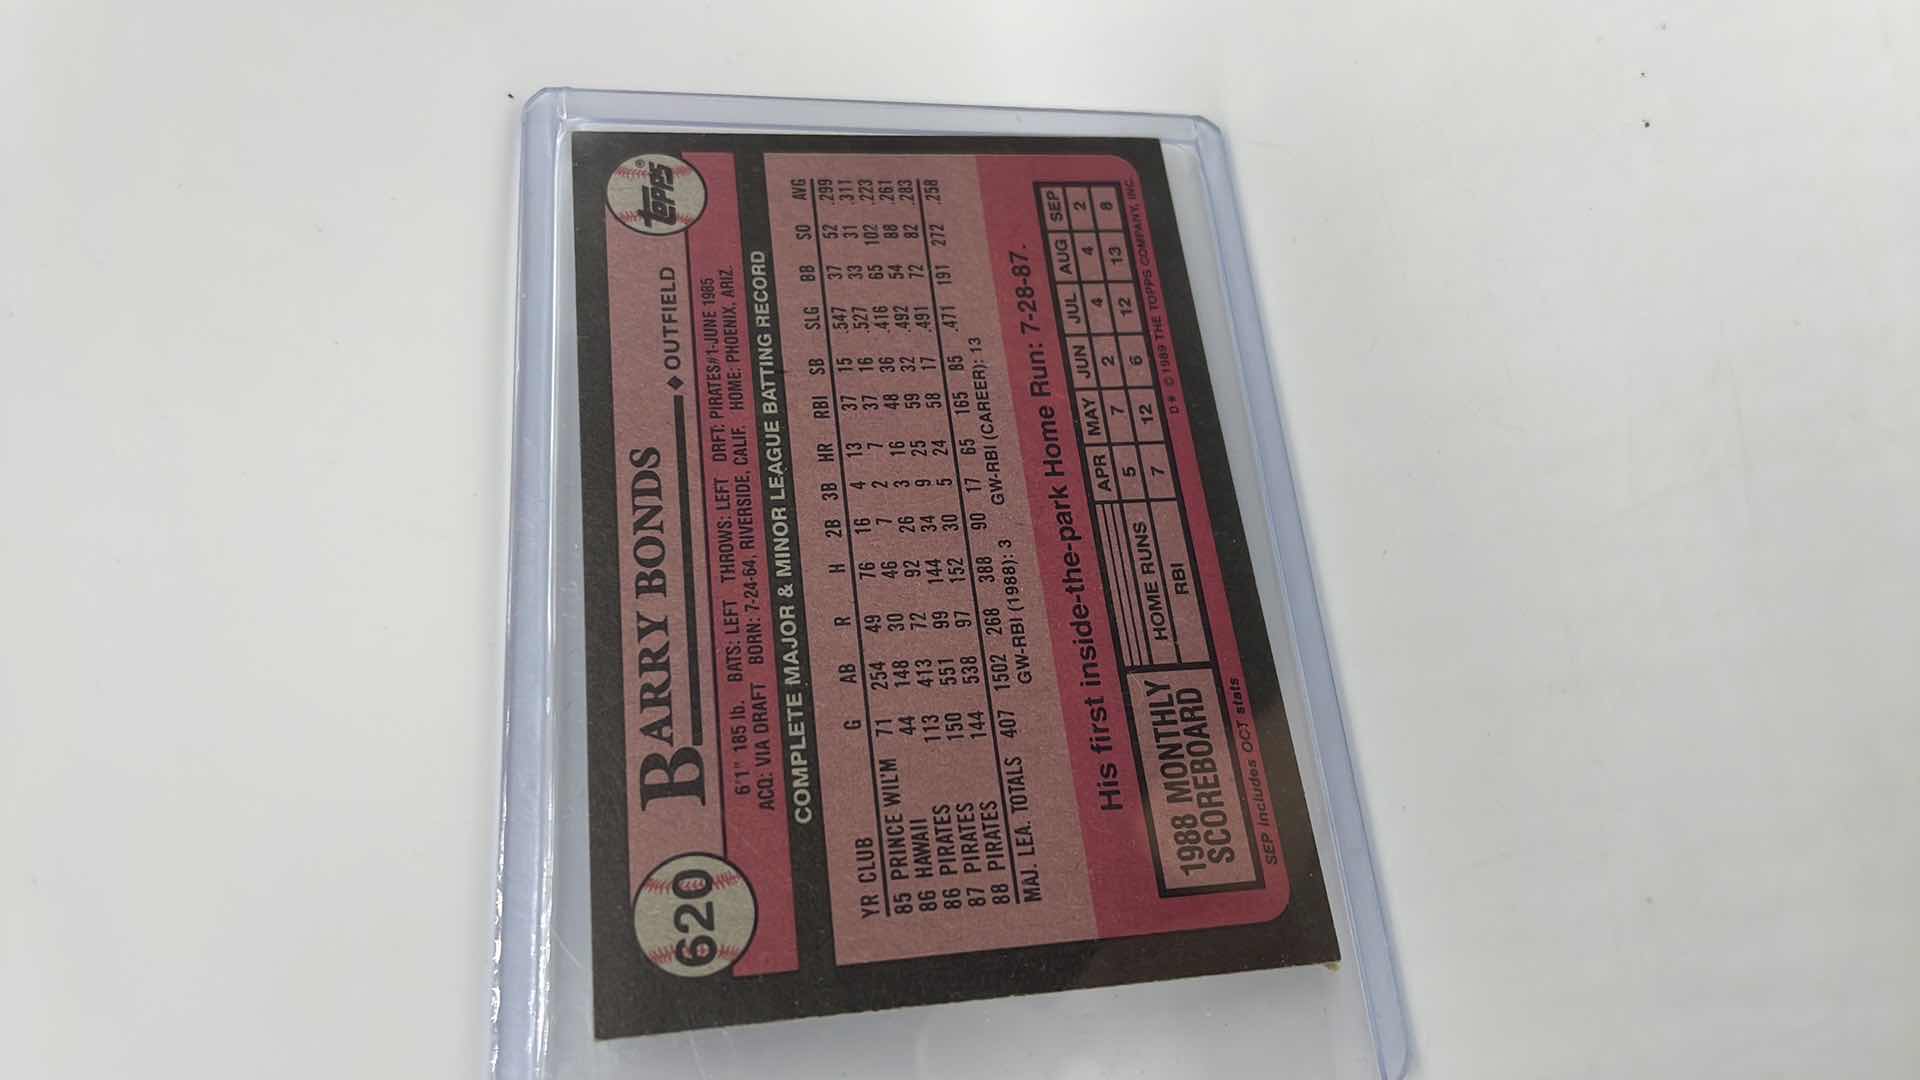 620
BARRY BONDS ♦ OUTFIELD
TOPPS®
6'1" 185 lb. BATS: LEFT THROWS: LEFT DRFT: PIRATES#1-JUNE 1985
ACQ: VIA DRAFT BORN: 7-24-64, RIVERSIDE, CALIF. HOME: PHOENIX, ARIZ.
COMPLETE MAJOR & MINOR LEAGUE BATTING RECORD
YR CLUB G AB R H 2B 3B HR RBI SB SLG BB SO AVG
85 PRINCE WIL'M 71 254 49 76 16 4 13 37 15 .547 37 52 .299
86 HAWAII 44 148 30 46 7 2 7 37 16 .527 33 31 .311
86 PIRATES 113 413 72 92 26 3 16 48 36 .416 65 102 .223
87 PIRATES 150 551 99 144 34 9 25 59 32 .492 54 88 .261
88 PIRATES 144 538 97 152 30 5 24 58 17 .491 72 82 .283
MAJ. LEA. TOTALS 407 1502 268 388 90 17 65 165 85 .471 191 272 .258
GW-RBI (1988): 3 GW-RBI (CAREER): 13
His first inside-the-park Home Run: 7-28-87.
1988 MONTHLY
SCOREBOARD
APR MAY JUN JUL AUG SEP
HOME RUNS 5 7 2 4 4 2
RBI 7 12 6 12 13 8
SEP includes OCT stats
D* © 1989 THE TOPPS COMPANY, INC.